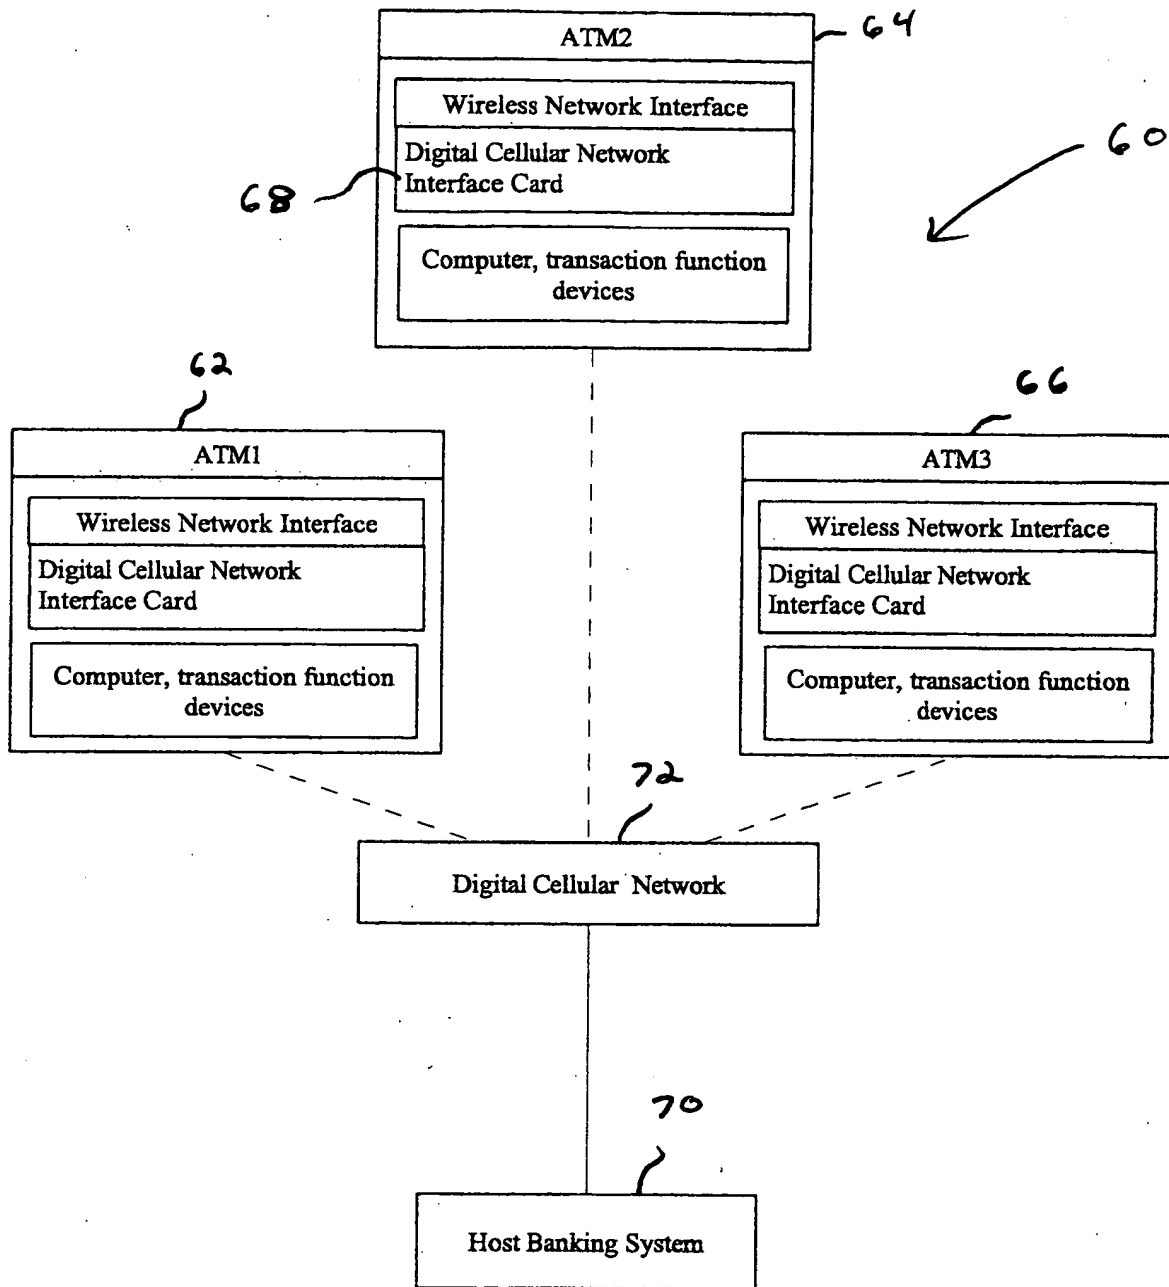 ATM2
64
Wireless Network Interface
60
Digital Cellular Network
Interface Card
68
Computer, transaction function
devices
62
66
ATM1
ATM3
Wireless Network Interface
Digital Cellular Network
Interface Card
Computer, transaction function
devices
Wireless Network Interface
Digital Cellular Network
Interface Card
Computer, transaction function
devices
72
Digital Cellular Network
70
Host Banking System